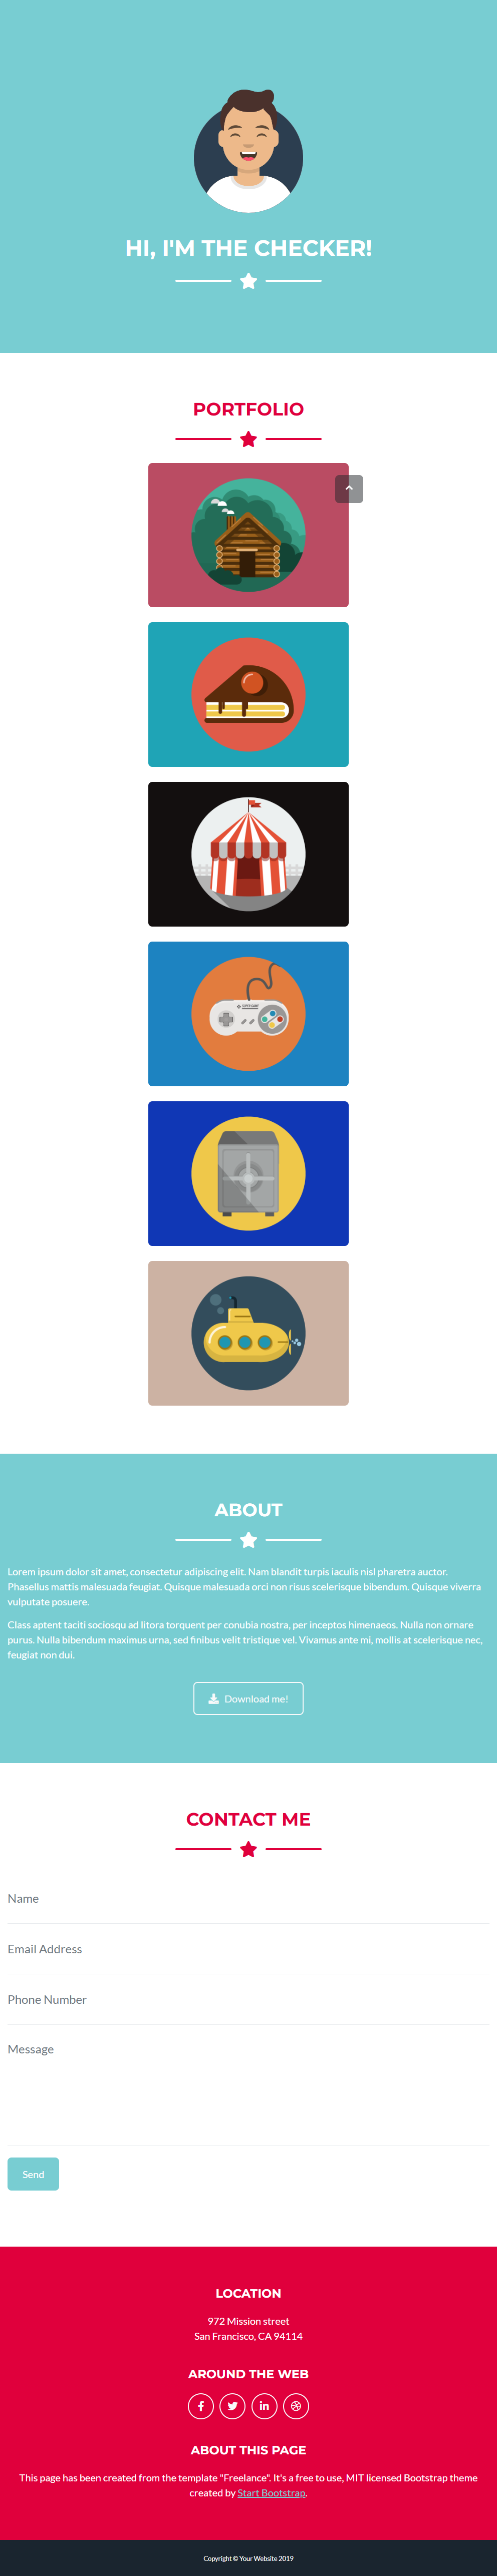 HI, I'M THE CHECKER!
PORTFOLIO
ABOUT
Lorem ipsum dolor sit amet, consectetur adipiscing elit. Nam blandit turpis iaculis nisl pharetra auctor.
Phasellus mattis malesuada feugiat. Quisque malesuada orci non risus scelerisque bibendum. Quisque viverra
vulputate posuere.
Class aptent taciti sociosqu ad litora torquent per conubia nostra, per inceptos himenaeos. Nulla non ornare
purus. Nulla bibendum maximus urna, sed finibus velit tristique vel. Vivamus ante mi, mollis at scelerisque nec,
feugiat non dui.
Download me!
CONTACT ME
Name
Email Address
Phone Number
Message
Send
LOCATION
972 Mission street
San Francisco, CA 94114
AROUND THE WEB
ABOUT THIS PAGE
This page has been created from the template "Freelance". It's a free to use, MIT licensed Bootstrap theme
created by Start Bootstrap.
Copyright © Your Website 2019